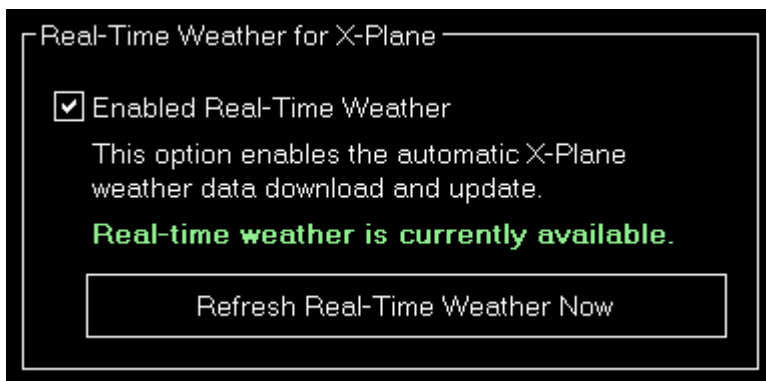 Real-Time Weather for X-Plane
Enabled Real-Time Weather
This option enables the automatic X-Plane
weather data download and update.
Real-time weather is currently available.
Refresh Real-Time Weather Now